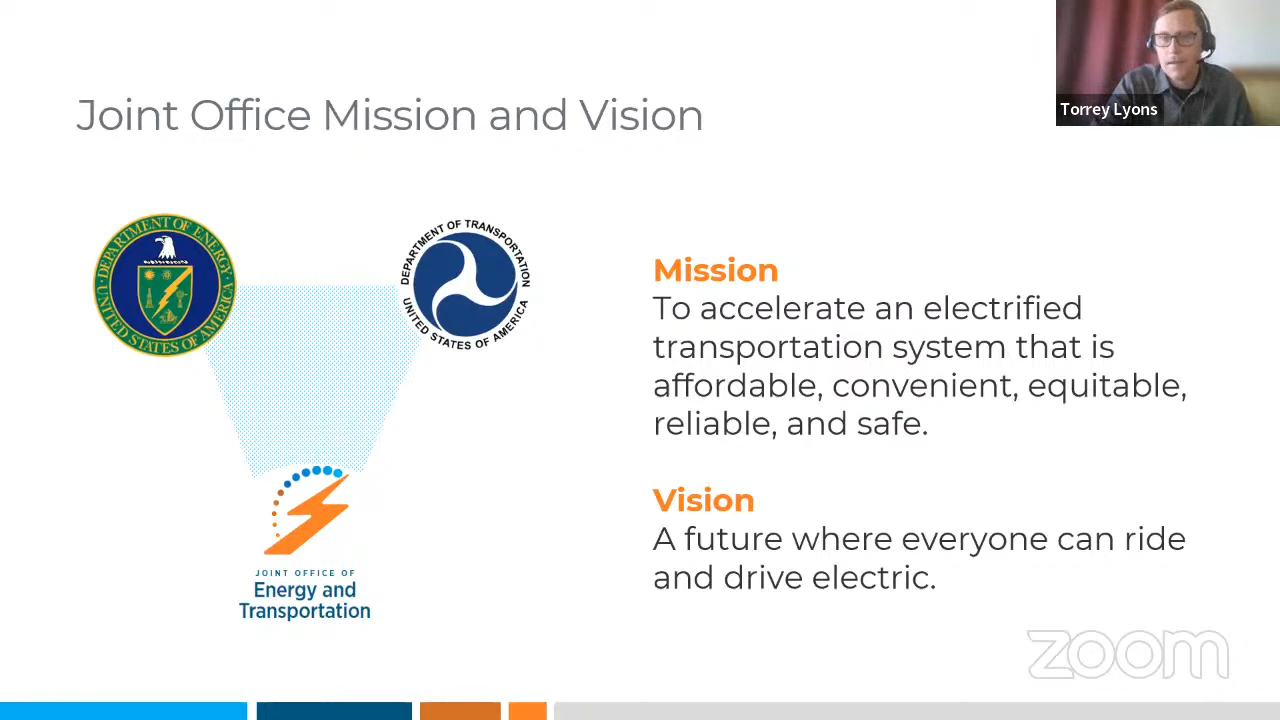 Torrey Lyons
Joint Office Mission and Vision
DEPARTMENT OF ENERGY
UNITED STATES OF AMERICA
DEPARTMENT OF TRANSPORTATION
UNITED STATES OF AMERICA
JOINT OFFICE OF
Energy and
Transportation
Mission
To accelerate an electrified
transportation system that is
affordable, convenient, equitable,
reliable, and safe.
Vision
A future where everyone can ride
and drive electric.
zoom